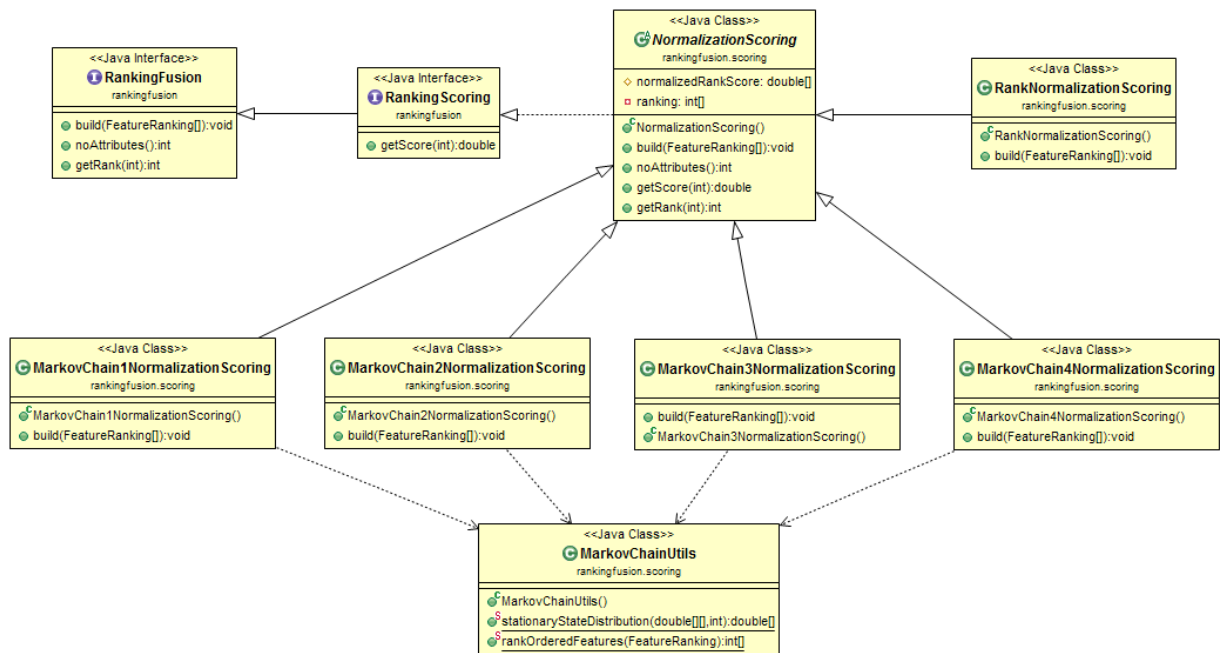 <<Java Interface>>
RankingFusion
rankingfusion
build(FeatureRanking[]):void
noAttributes():int
getRank(int):int
<<Java Interface>>
RankingScoring
rankingfusion
getScore(int):double
<<Java Class>>
NormalizationScoring
rankingfusion.scoring
normalizedRankScore: double[]
ranking: int[]
NormalizationScoring()
build(FeatureRanking[]):void
noAttributes():int
getScore(int):double
getRank(int):int
<<Java Class>>
RankNormalizationScoring
rankingfusion.scoring
RankNormalizationScoring()
build(FeatureRanking[]):void
<<Java Class>>
MarkovChain1NormalizationScoring
rankingfusion.scoring
MarkovChain1NormalizationScoring()
build(FeatureRanking[]):void
<<Java Class>>
MarkovChain2NormalizationScoring
rankingfusion.scoring
MarkovChain2NormalizationScoring()
build(FeatureRanking[]):void
<<Java Class>>
MarkovChain3NormalizationScoring
rankingfusion.scoring
build(FeatureRanking[]):void
MarkovChain3NormalizationScoring()
<<Java Class>>
MarkovChain4NormalizationScoring
rankingfusion.scoring
MarkovChain4NormalizationScoring()
build(FeatureRanking[]):void
<<Java Class>>
MarkovChainUtils
rankingfusion.scoring
MarkovChainUtils()
stationaryStateDistribution(double[][],int):double[]
rankOrderedFeatures(FeatureRanking):int[]